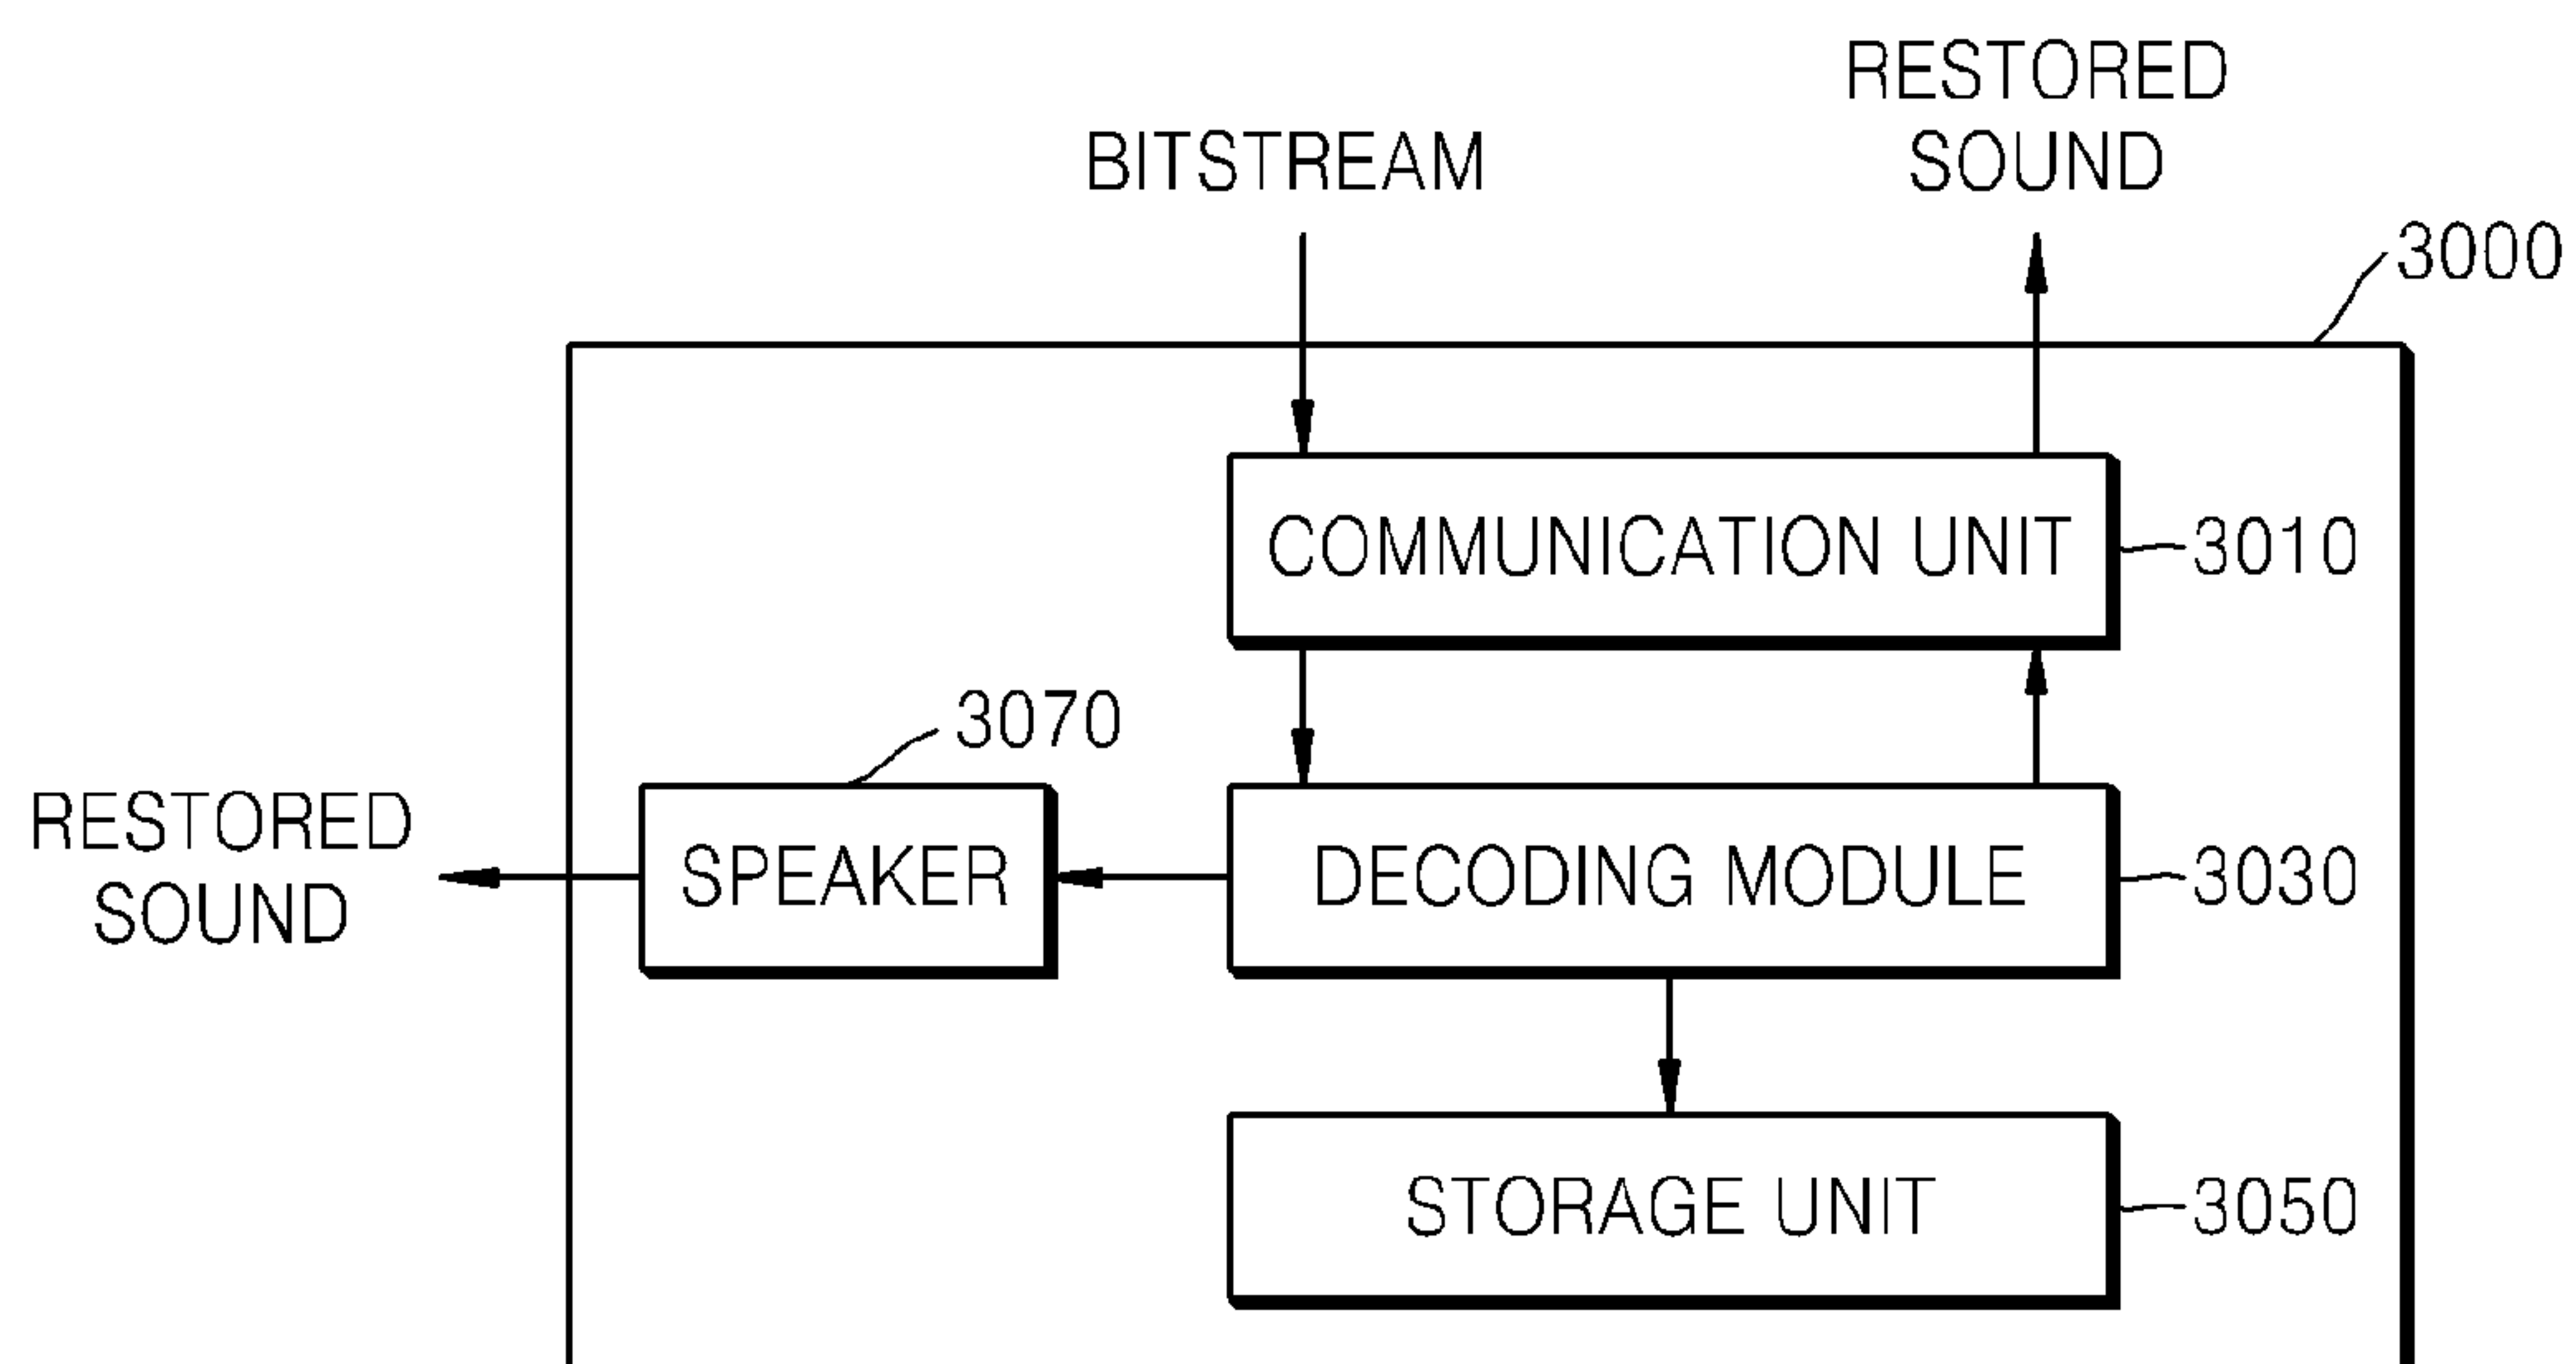 RESTORED
SOUND
BITSTREAM
3000
COMMUNICATION UNIT
3010
3070
RESTORED
SOUND
SPEAKER
DECODING MODULE
3030
STORAGE UNIT
3050